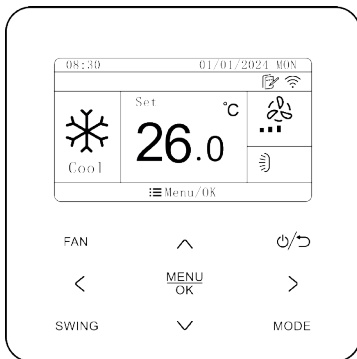 08:30 01/01/2024 MON
Set
°C
26.0
Cool
Menu/OK
FAN
MENU
OK
SWING
MODE